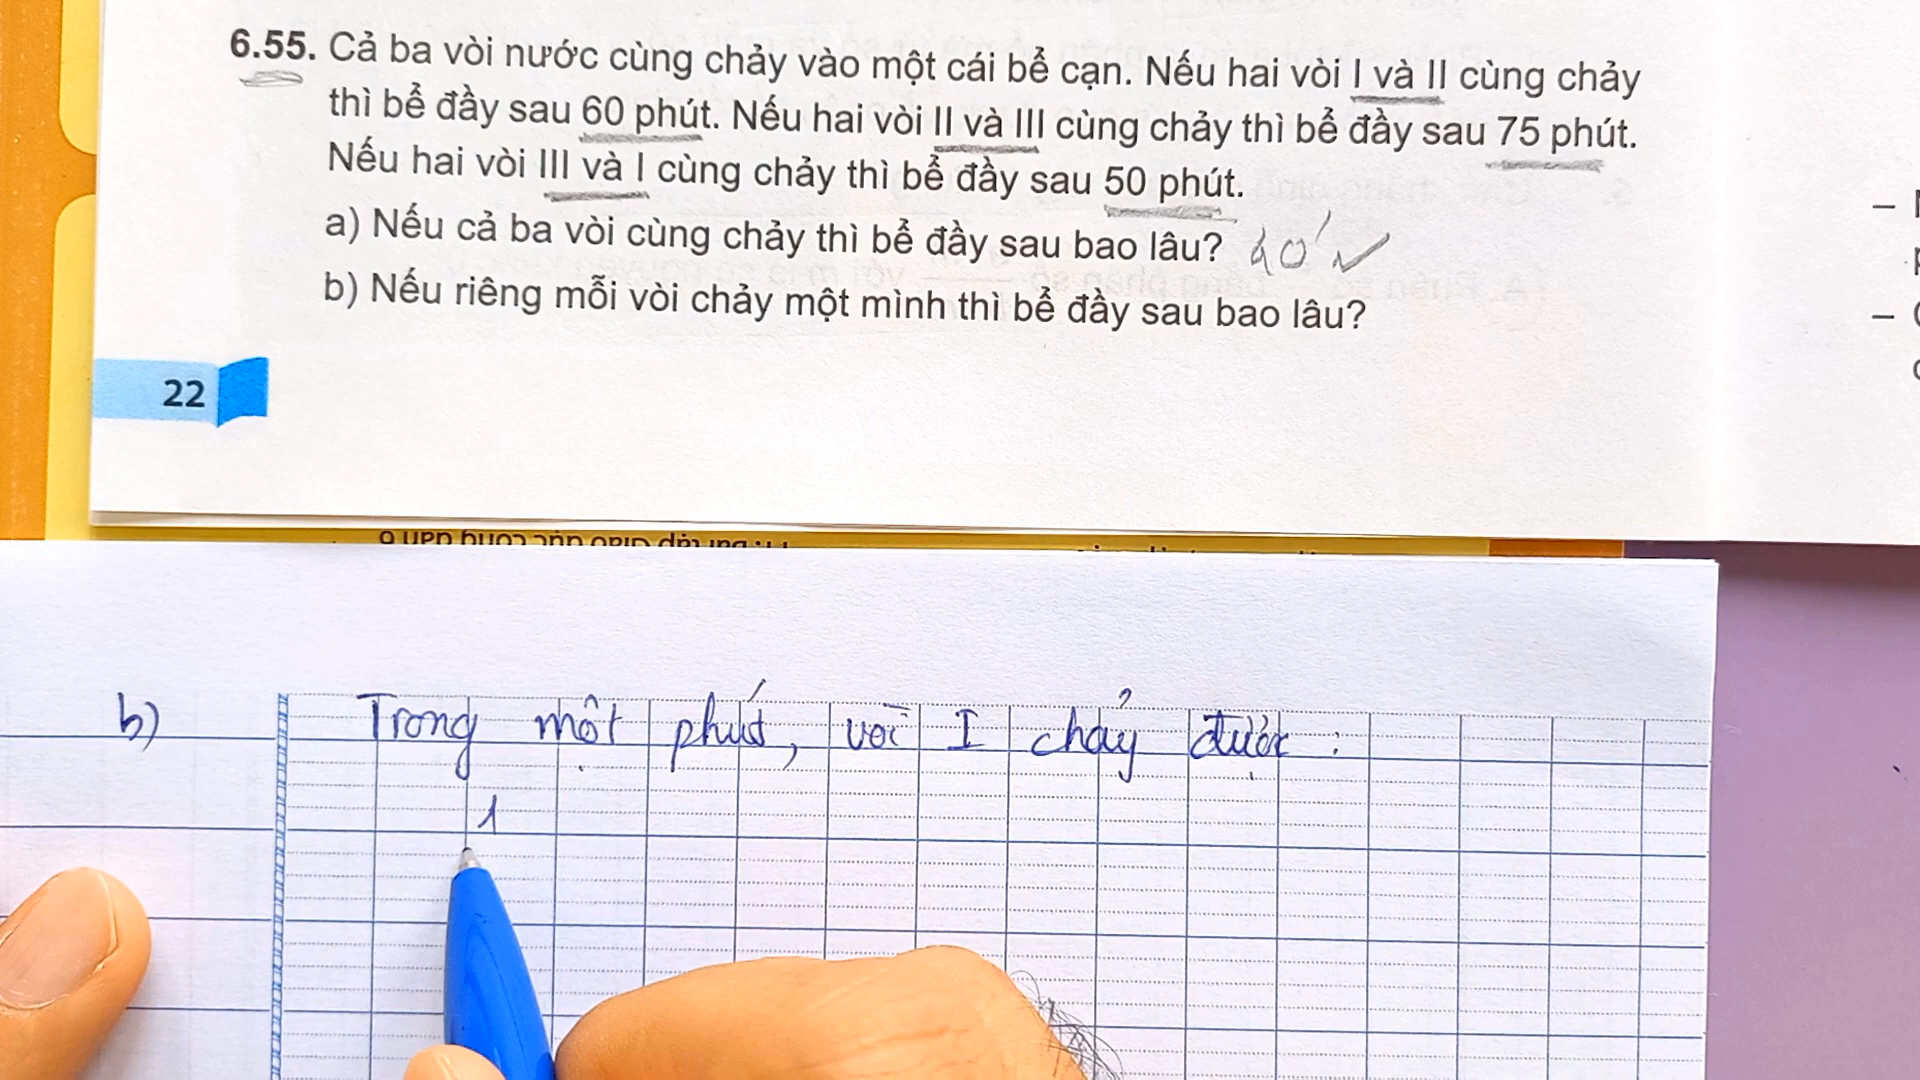 6.55. Cả ba vòi nước cùng chảy vào một cái bể cạn. Nếu hai vòi I và II cùng chảy
thì bể đầy sau 60 phút. Nếu hai vòi II và III cùng chảy thì bể đầy sau 75 phút.
Nếu hai vòi III và I cùng chảy thì bể đầy sau 50 phút.
a) Nếu cả ba vòi cùng chảy thì bể đầy sau bao lâu? 40' ✓
b) Nếu riêng mỗi vòi chảy một mình thì bể đầy sau bao lâu?
22
b) Trong một phút, vòi I chảy được :
1